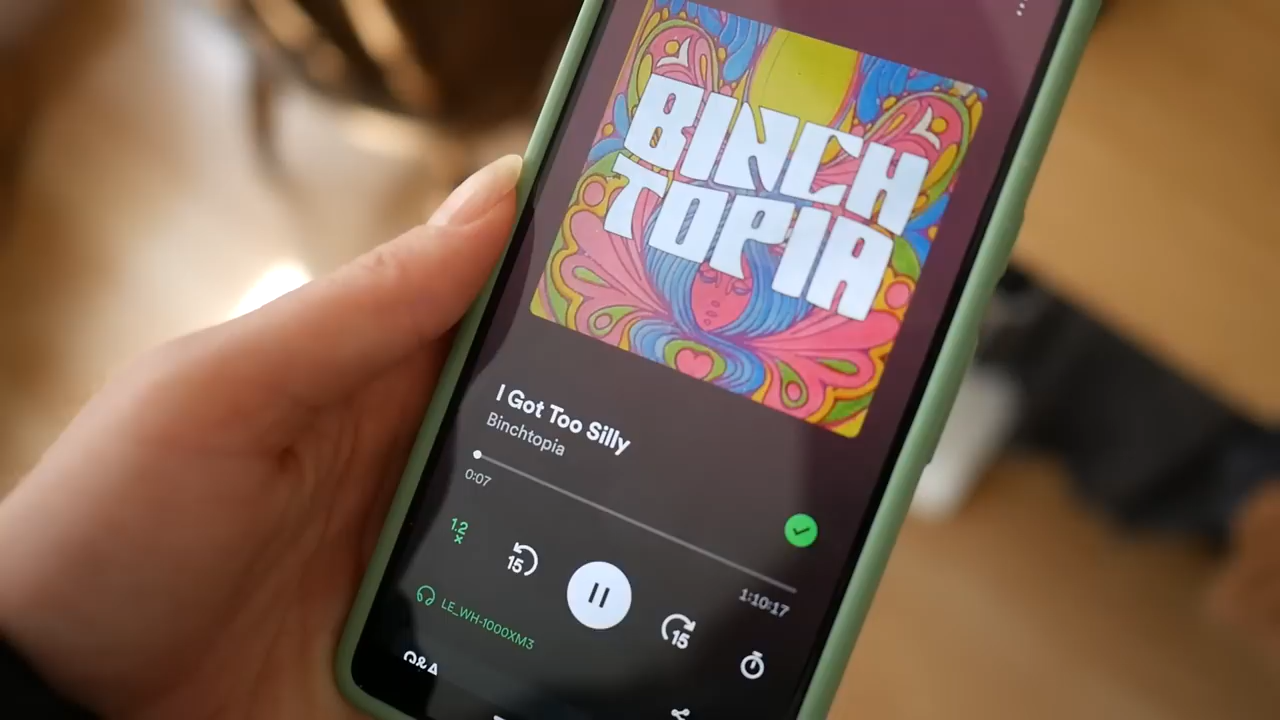 BINCH
TOPIA
I Got Too Silly
Binchtopia
0:07
1:10:17
1.2
x
15
15
LE_WH-1000XM3
Q&A